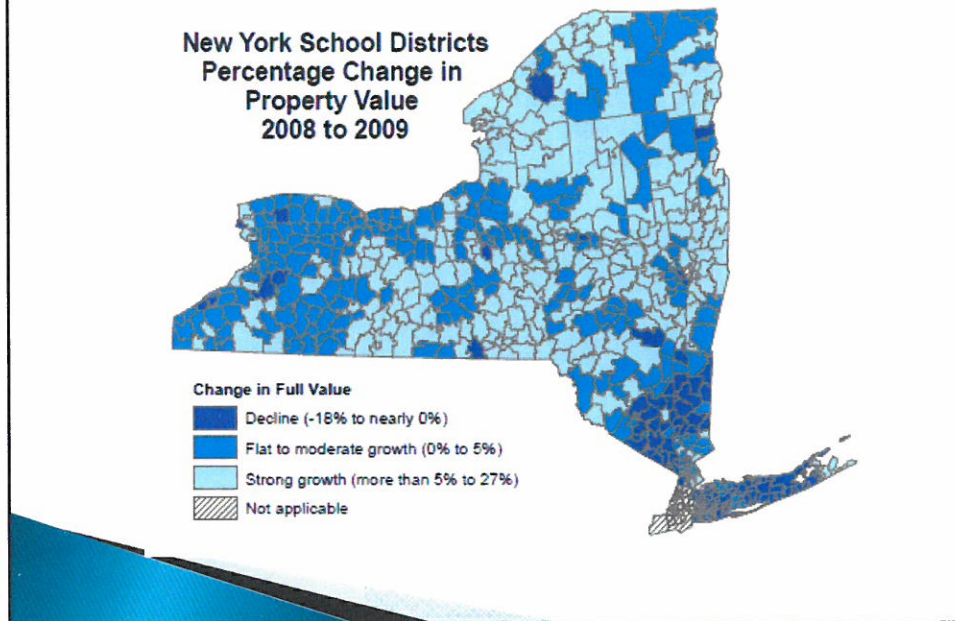 New York School Districts
Percentage Change in
Property Value
2008 to 2009
Change in Full Value
Decline (-18% to nearly 0%)
Flat to moderate growth (0% to 5%)
Strong growth (more than 5% to 27%)
Not applicable